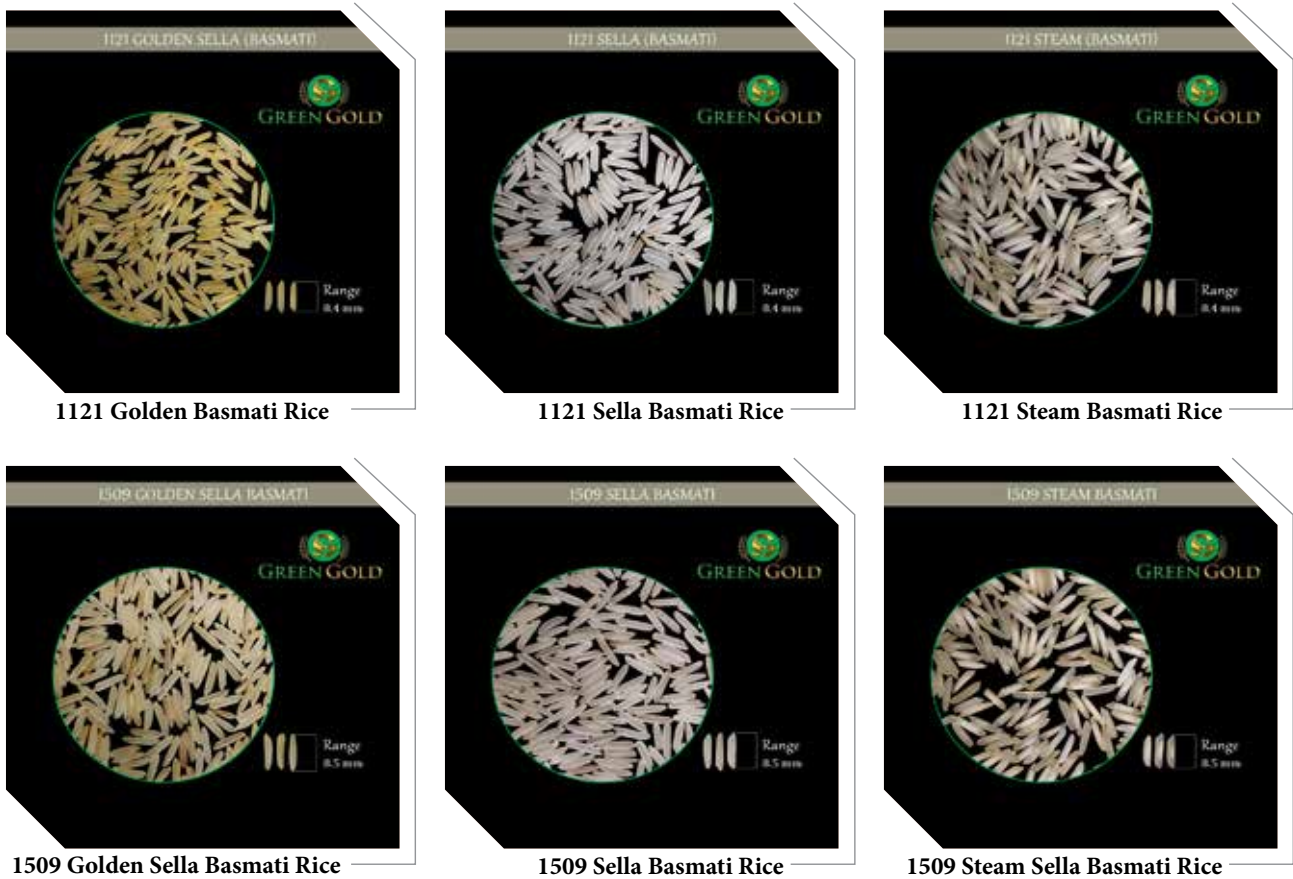 1121 GOLDEN SELLA (BASMATI)
GREEN GOLD
Range
8.4 mm
1121 Golden Basmati Rice
1121 SELLA (BASMATI)
GREEN GOLD
Range
8.4 mm
1121 Sella Basmati Rice
1121 STEAM (BASMATI)
GREEN GOLD
Range
8.4 mm
1121 Steam Basmati Rice
1509 GOLDEN SELLA BASMATI
GREEN GOLD
Range
8.5 mm
1509 Golden Sella Basmati Rice
1509 SELLA BASMATI
GREEN GOLD
Range
8.5 mm
1509 Sella Basmati Rice
1509 STEAM BASMATI
GREEN GOLD
Range
8.5 mm
1509 Steam Sella Basmati Rice